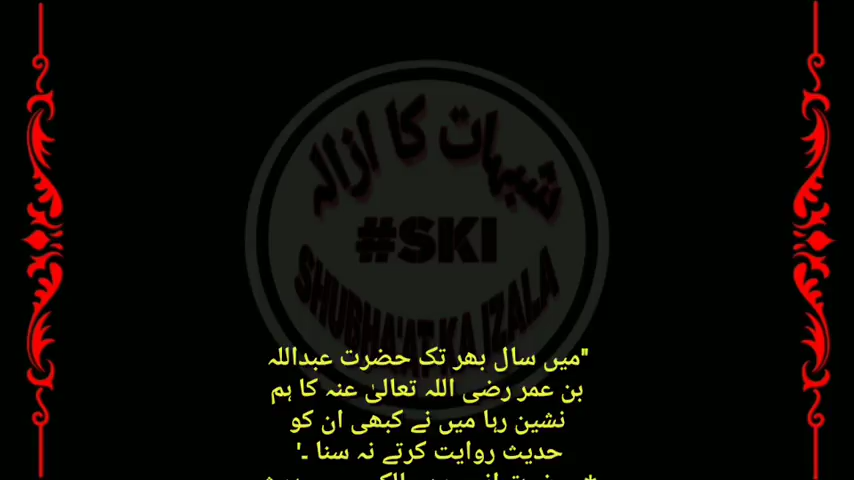 شبہات کا ازالہ
#SKI
SHUBHA'AT KA IZALA
"میں سال بھر تک حضرت عبداللہ
بن عمر رضی اللہ تعالیٰ عنہ کا ہم
نشین رہا میں نے کبھی ان کو
حدیث روایت کرتے نہ سنا ۔'